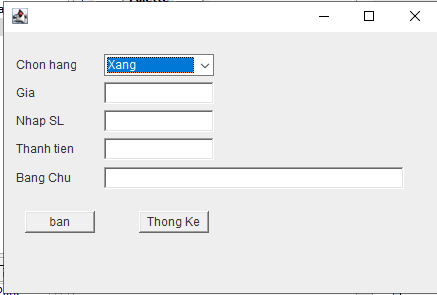 Chon hang Xang
Gia
Nhap SL
Thanh tien
Bang Chu
ban Thong Ke